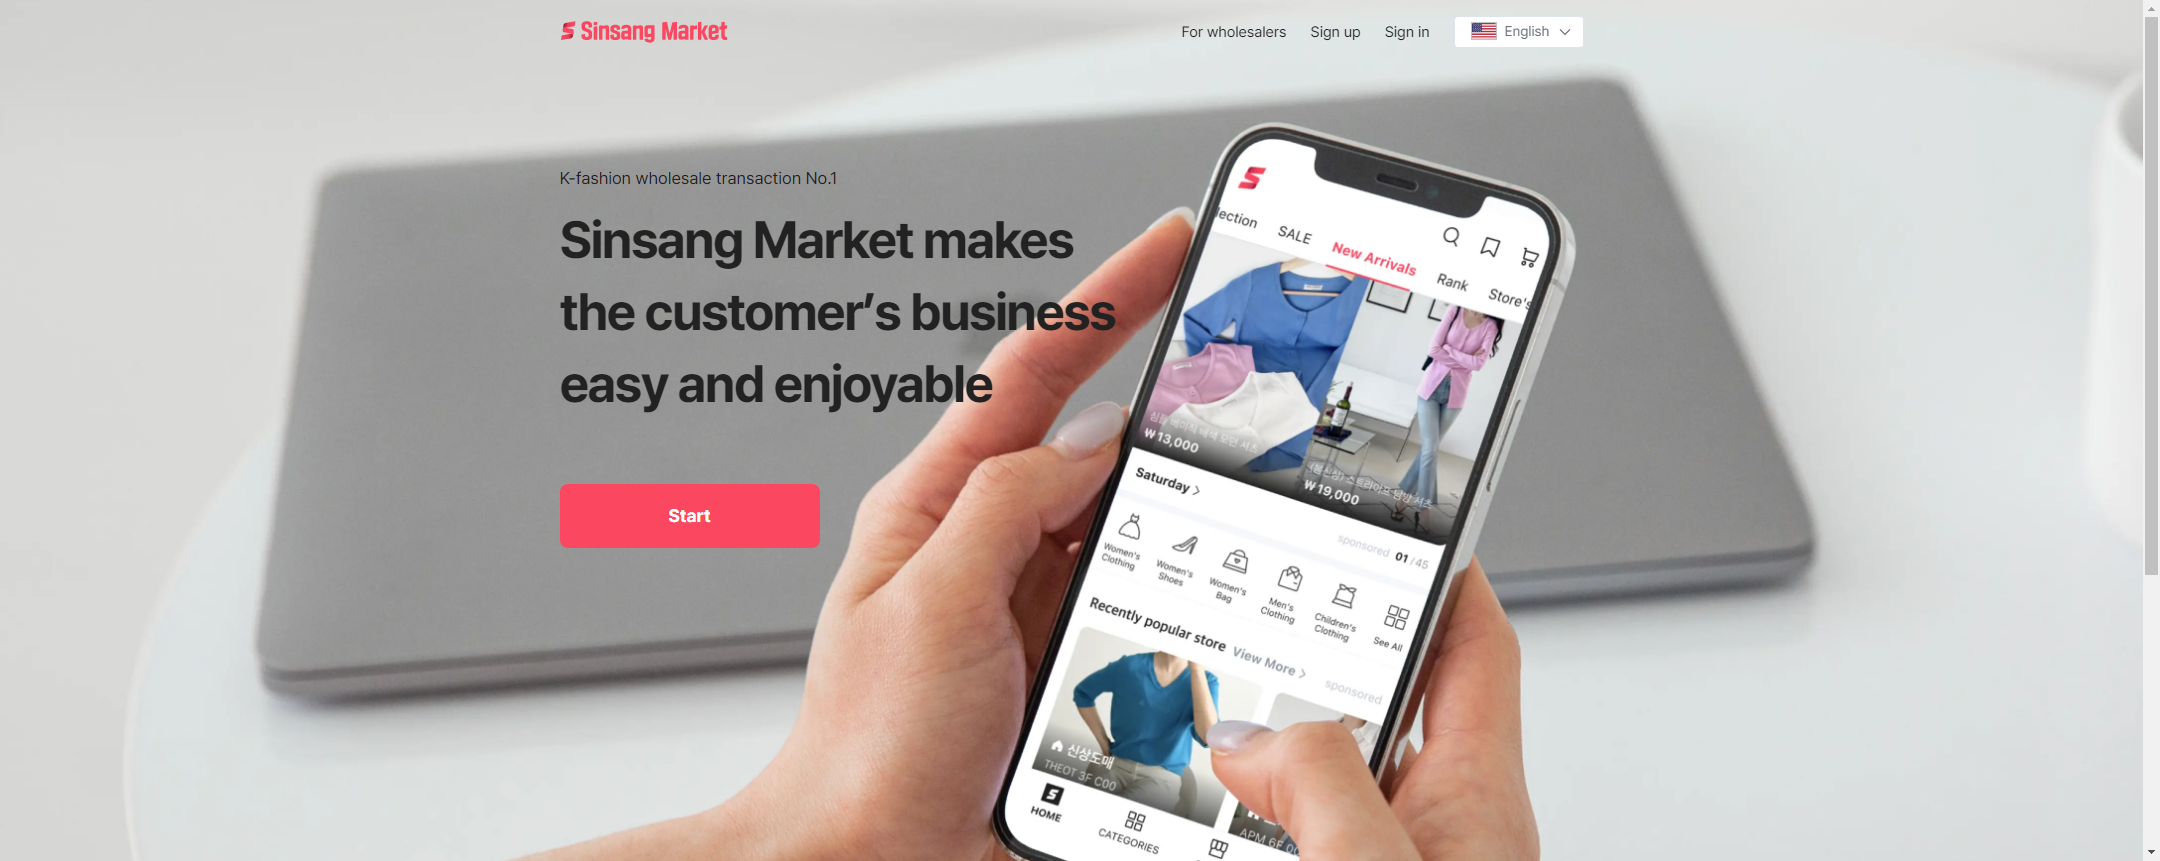 Sinsang Market
For wholesalers
Sign up
Sign in
English
K-fashion wholesale transaction No.1
Sinsang Market makes
the customer's business
easy and enjoyable
Start
lection
SALE
New Arrivals
Rank
Store's
₩13,000
₩19,000
Saturday
sponsored 01 / 45
Women's
Clothing
Women's
Shoes
Women's
Bag
Men's
Clothing
Children's
Clothing
See All
Recently popular store
View More
sponsored
신상도매
THEOT 3F C00
APM 6F
HOME
CATEGORIES